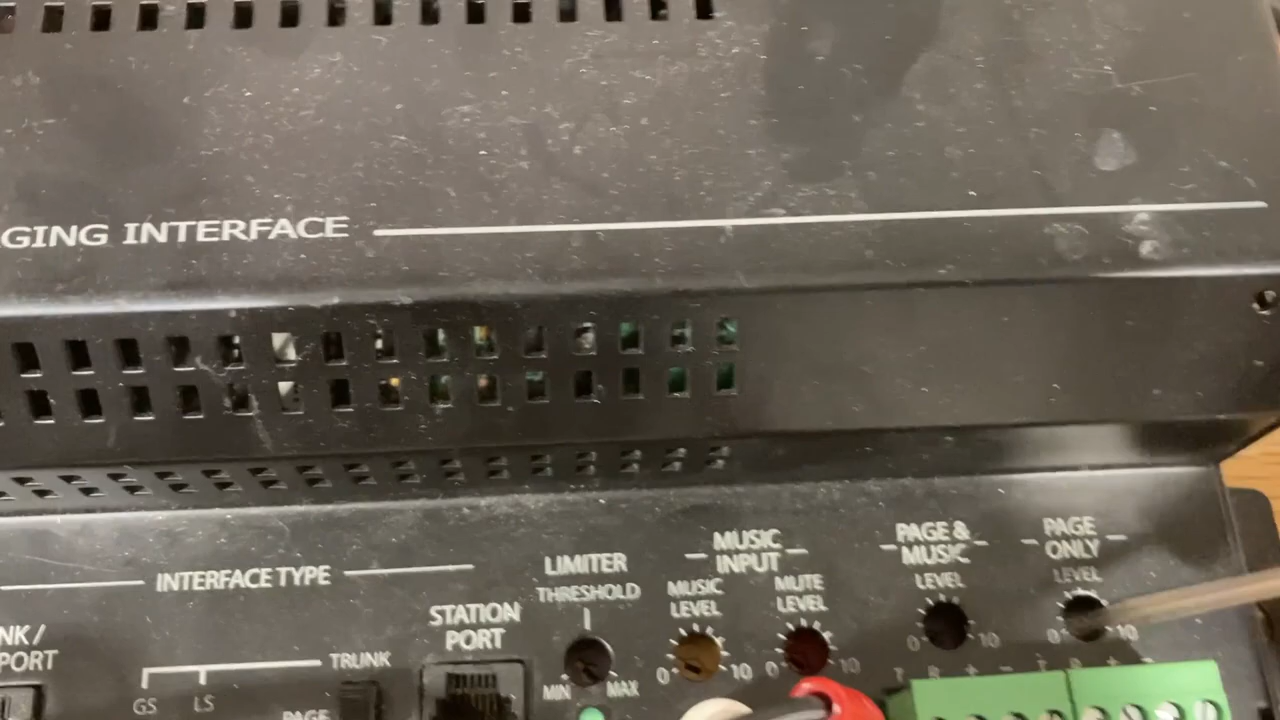 GING INTERFACE
INTERFACE TYPE
NK /
PORT
GS
LS
TRUNK
PAGE
STATION
PORT
LIMITER
THRESHOLD
MIN
MAX
MUSIC
INPUT
MUSIC
LEVEL
0
10
MUTE
LEVEL
0
10
PAGE &
MUSIC
LEVEL
0
10
PAGE
ONLY
LEVEL
0
10
T R + -